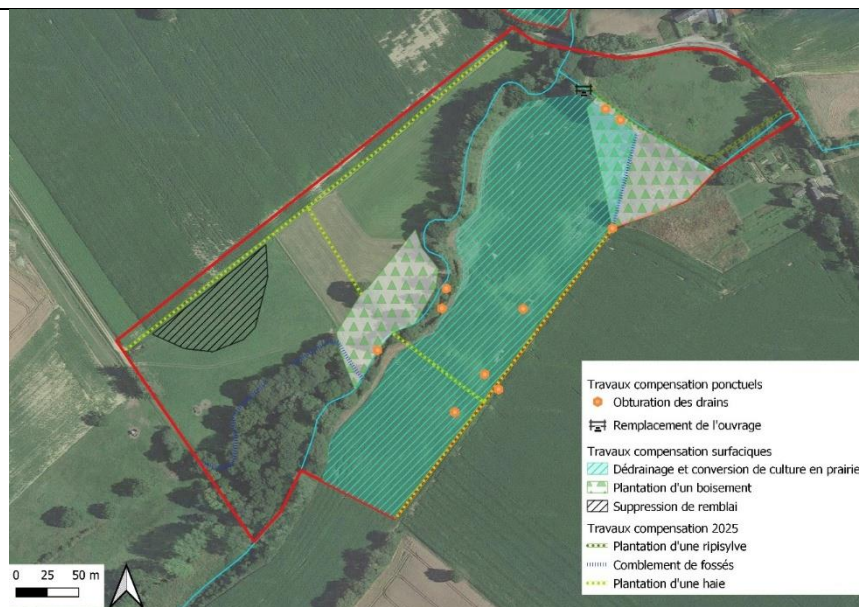 Travaux compensation ponctuels
Obturation des drains
Remplacement de l'ouvrage
Travaux compensation surfaciques
Dédrainage et conversion de culture en prairie
Plantation d'un boisement
Suppression de remblai
Travaux compensation 2025
Plantation d'une ripisylve
Comblement de fossés
Plantation d'une haie
0 25 50 m